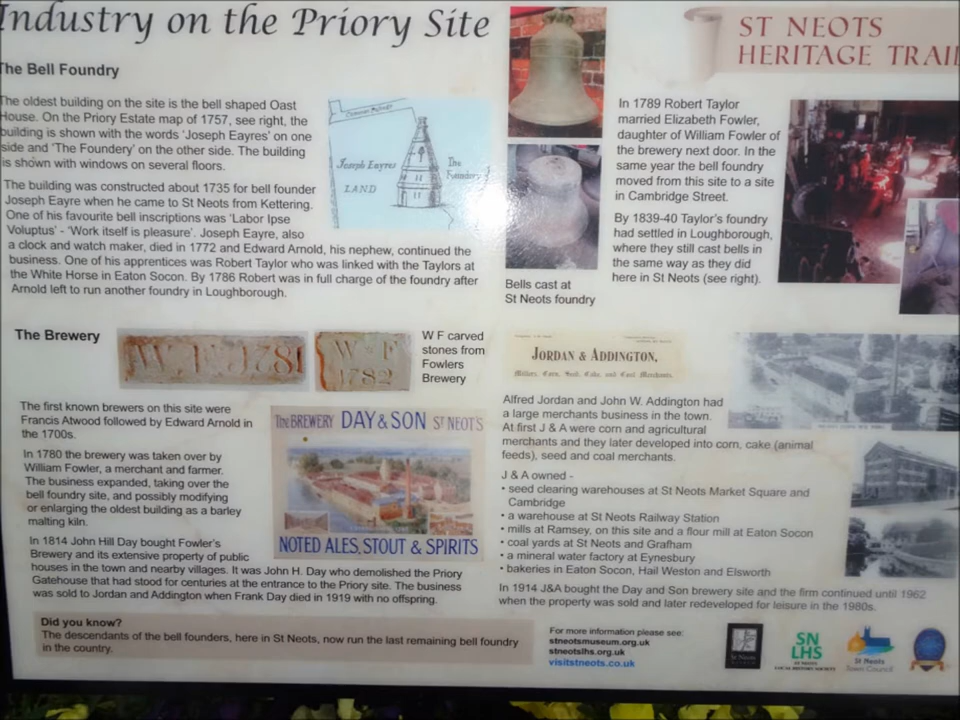 Industry on the Priory Site
ST NEOTS
HERITAGE TRAIL
The Bell Foundry
The oldest building on the site is the bell shaped Oast
House. On the Priory Estate map of 1757, see right, the
building is shown with the words 'Joseph Eayres' on one
side and 'The Foundery' on the other side. The building
is shown with windows on several floors.
The building was constructed about 1735 for bell founder
Joseph Eayre when he came to St Neots from Kettering.
One of his favourite bell inscriptions was 'Labor Ipse
Voluptus' - 'Work itself is pleasure'. Joseph Eayre, also
a clock and watch maker, died in 1772 and Edward Arnold, his nephew, continued the
business. One of his apprentices was Robert Taylor who was linked with the Taylors at
the White Horse in Eaton Socon. By 1786 Robert was in full charge of the foundry after
Arnold left to run another foundry in Loughborough.
Joseph Eayres
LAND
The
Foundery
Bells cast at
St Neots foundry
In 1789 Robert Taylor
married Elizabeth Fowler,
daughter of William Fowler of
the brewery next door. In the
same year the bell foundry
moved from this site to a site
in Cambridge Street.
By 1839-40 Taylor's foundry
had settled in Loughborough,
where they still cast bells in
the same way as they did
here in St Neots (see right).
The Brewery
W F 1781
W F
1782
W F carved
stones from
Fowlers
Brewery
The first known brewers on this site were
Francis Atwood followed by Edward Arnold in
the 1700s.
In 1780 the brewery was taken over by
William Fowler, a merchant and farmer.
The business expanded, taking over the
bell foundry site, and possibly modifying
or enlarging the oldest building as a barley
malting kiln.
In 1814 John Hill Day bought Fowler's
Brewery and its extensive property of public
houses in the town and nearby villages. It was John H. Day who demolished the Priory
Gatehouse that had stood for centuries at the entrance to the Priory site. The business
was sold to Jordan and Addington when Frank Day died in 1919 with no offspring.
THE BREWERY DAY & SON ST NEOT'S
NOTED ALES, STOUT & SPIRITS
JORDAN & ADDINGTON,
Millers, Corn, Seed, Cake, and Coal Merchants.
Alfred Jordan and John W. Addington had
a large merchants business in the town.
At first J & A were corn and agricultural
merchants and they later developed into corn, cake (animal
feeds), seed and coal merchants.
J & A owned -
• seed clearing warehouses at St Neots Market Square and
Cambridge
• a warehouse at St Neots Railway Station
• mills at Ramsey, on this site and a flour mill at Eaton Socon
• coal yards at St Neots and Grafham
• a mineral water factory at Eynesbury
• bakeries in Eaton Socon, Hail Weston and Elsworth
In 1914 J&A bought the Day and Son brewery site and the firm continued until 1962
when the property was sold and later redeveloped for leisure in the 1980s.
Did you know?
The descendants of the bell founders, here in St Neots, now run the last remaining bell foundry
in the country.
For more information please see:
stneotsmuseum.org.uk
stneotslhs.org.uk
visitstneots.co.uk
St Neots
MUSEUM
SN
LHS
ST NEOTS
LOCAL HISTORY SOCIETY
St Neots
Town Council